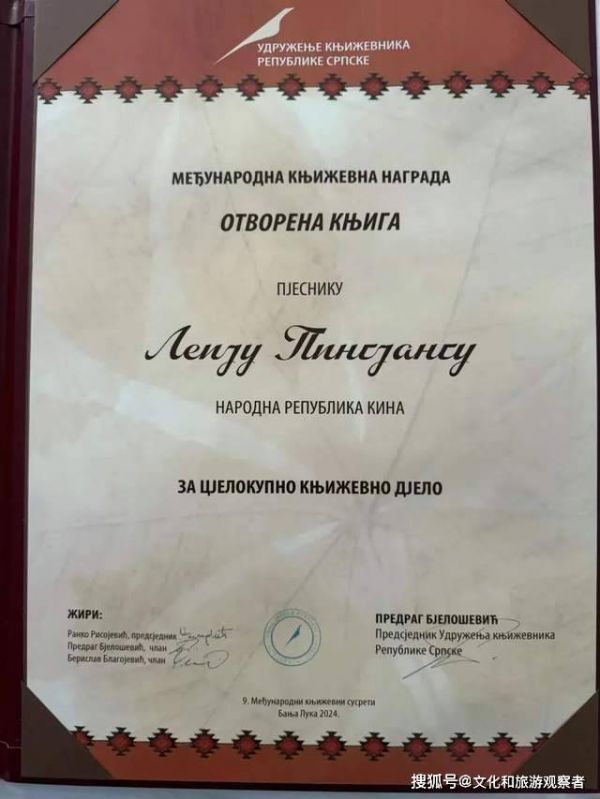 УДРУЖЕЊЕ КЊИЖЕВНИКА
РЕПУБЛИКЕ СРПСКЕ
МЕЂУНАРОДНА КЊИЖЕВНА НАГРАДА
ОТВОРЕНА КЊИГА
ПЈЕСНИКУ
Леију Пингјангу
НАРОДНА РЕПУБЛИКА КИНА
ЗА ЦЈЕЛОКУПНО КЊИЖЕВНО ДЈЕЛО
ЖИРИ:
Ранко Рисојевић, предсједник
Предраг Бјелошевић, члан
Берислав Благојевић, члан
ПРЕДРАГ БЈЕЛОШЕВИЋ
Предсједник Удружења књижевника
Републике Српске
9. Међународни књижевни сусрети
Бања Лука 2024.
搜狐号@文化和旅游观察者